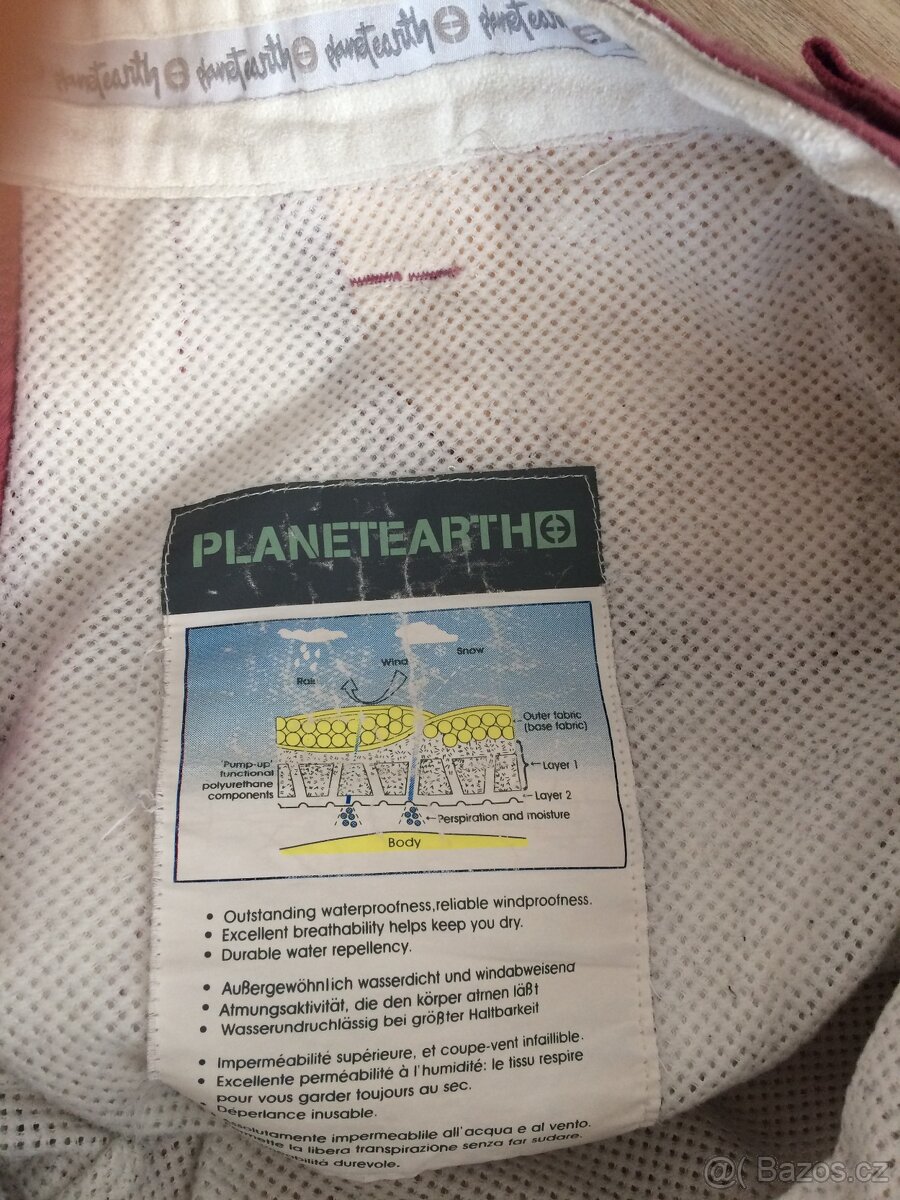 planetearth planetearth planetearth planetearth
PLANETEARTH
Rain
Wind
Snow
Outer fabric
(base fabric)
'Pump-up'
functional
polyurethane
components
Layer 1
Layer 2
Perspiration and moisture
Body
• Outstanding waterproofness,reliable windproofness.
• Excellent breathability helps keep you dry.
• Durable water repellency.
• Außergewöhnlich wasserdicht und windabweisend
• Atmungsaktivität, die den körper atmen läßt
• Wasserundruchlässig bei größter Haltbarkeit
• Imperméabilité supérieure, et coupe-vent infaillible.
• Excellente perméabilité à l'humidité: le tissu respire
pour vous garder toujours au sec.
• Déperlance inusable.
impermeablile all'acqua e al vento.
la libera transpirazione senza far sudare.
durevole.
@( Bazos.cz